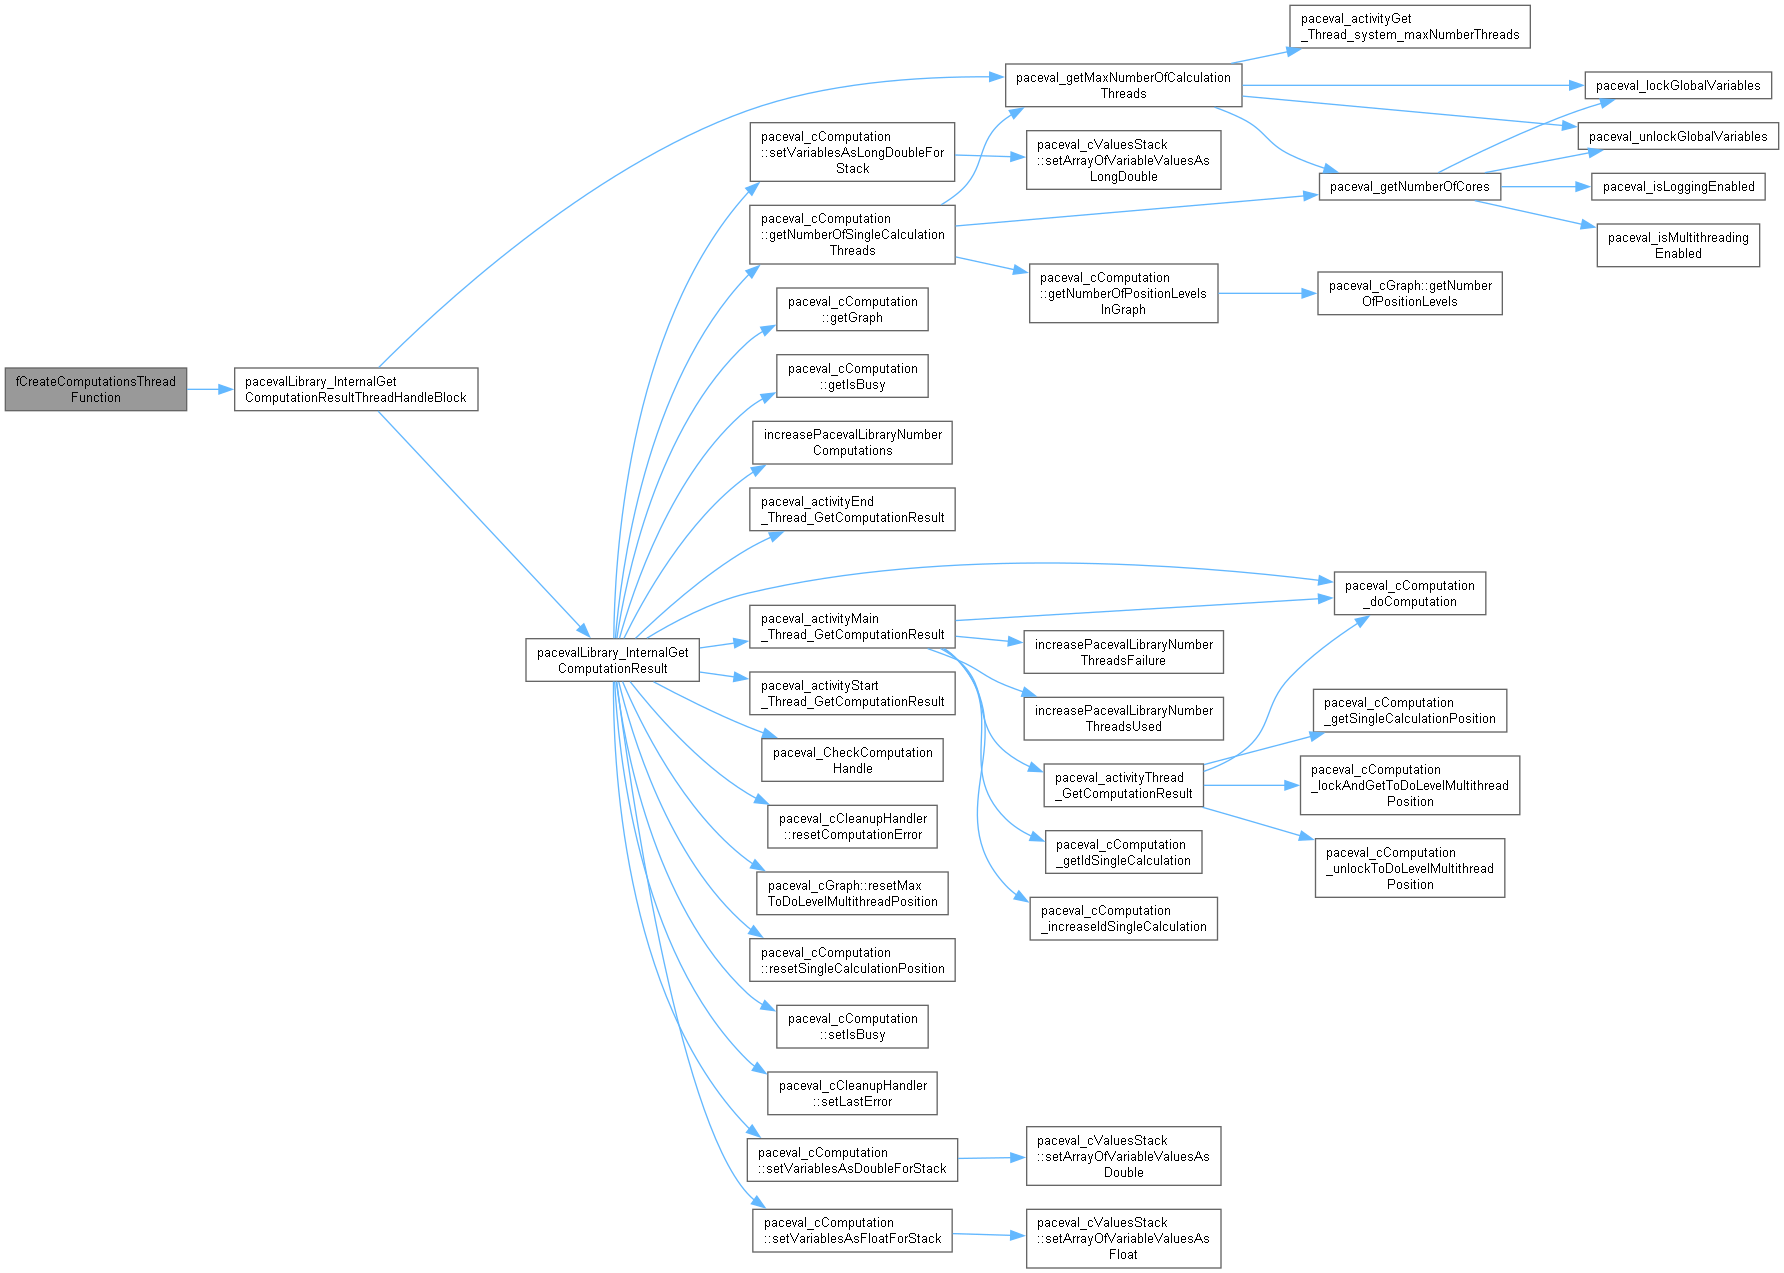 fCreateComputationsThread
Function
pacevalLibrary_InternalGet
ComputationResultThreadHandleBlock
pacevalLibrary_InternalGet
ComputationResult
paceval_cComputation
::setVariablesAsLongDoubleFor
Stack
paceval_cComputation
::getNumberOfSingleCalculation
Threads
paceval_cComputation
::getGraph
paceval_cComputation
::getIsBusy
increasePacevalLibraryNumber
Computations
paceval_activityEnd
_Thread_GetComputationResult
paceval_activityMain
_Thread_GetComputationResult
paceval_activityStart
_Thread_GetComputationResult
paceval_CheckComputation
Handle
paceval_cCleanupHandler
::resetComputationError
paceval_cGraph::resetMax
ToDoLevelMultithreadPosition
paceval_cComputation
::resetSingleCalculationPosition
paceval_cComputation
::setIsBusy
paceval_cCleanupHandler
::setLastError
paceval_cComputation
::setVariablesAsDoubleForStack
paceval_cComputation
::setVariablesAsFloatForStack
paceval_getMaxNumberOfCalculation
Threads
paceval_cValuesStack
::setArrayOfVariableValuesAs
LongDouble
paceval_cComputation
::getNumberOfPositionLevels
InGraph
increasePacevalLibraryNumber
ThreadsFailure
increasePacevalLibraryNumber
ThreadsUsed
paceval_activityThread
_GetComputationResult
paceval_cComputation
_getIdSingleCalculation
paceval_cComputation
_increaseIdSingleCalculation
paceval_cValuesStack
::setArrayOfVariableValuesAs
Double
paceval_cValuesStack
::setArrayOfVariableValuesAs
Float
paceval_activityGet
_Thread_system_maxNumberThreads
paceval_getNumberOfCores
paceval_cGraph::getNumber
OfPositionLevels
paceval_cComputation
_doComputation
paceval_cComputation
_getSingleCalculationPosition
paceval_cComputation
_lockAndGetToDoLevelMultithread
Position
paceval_cComputation
_unlockToDoLevelMultithread
Position
paceval_lockGlobalVariables
paceval_unlockGlobalVariables
paceval_isLoggingEnabled
paceval_isMultithreading
Enabled